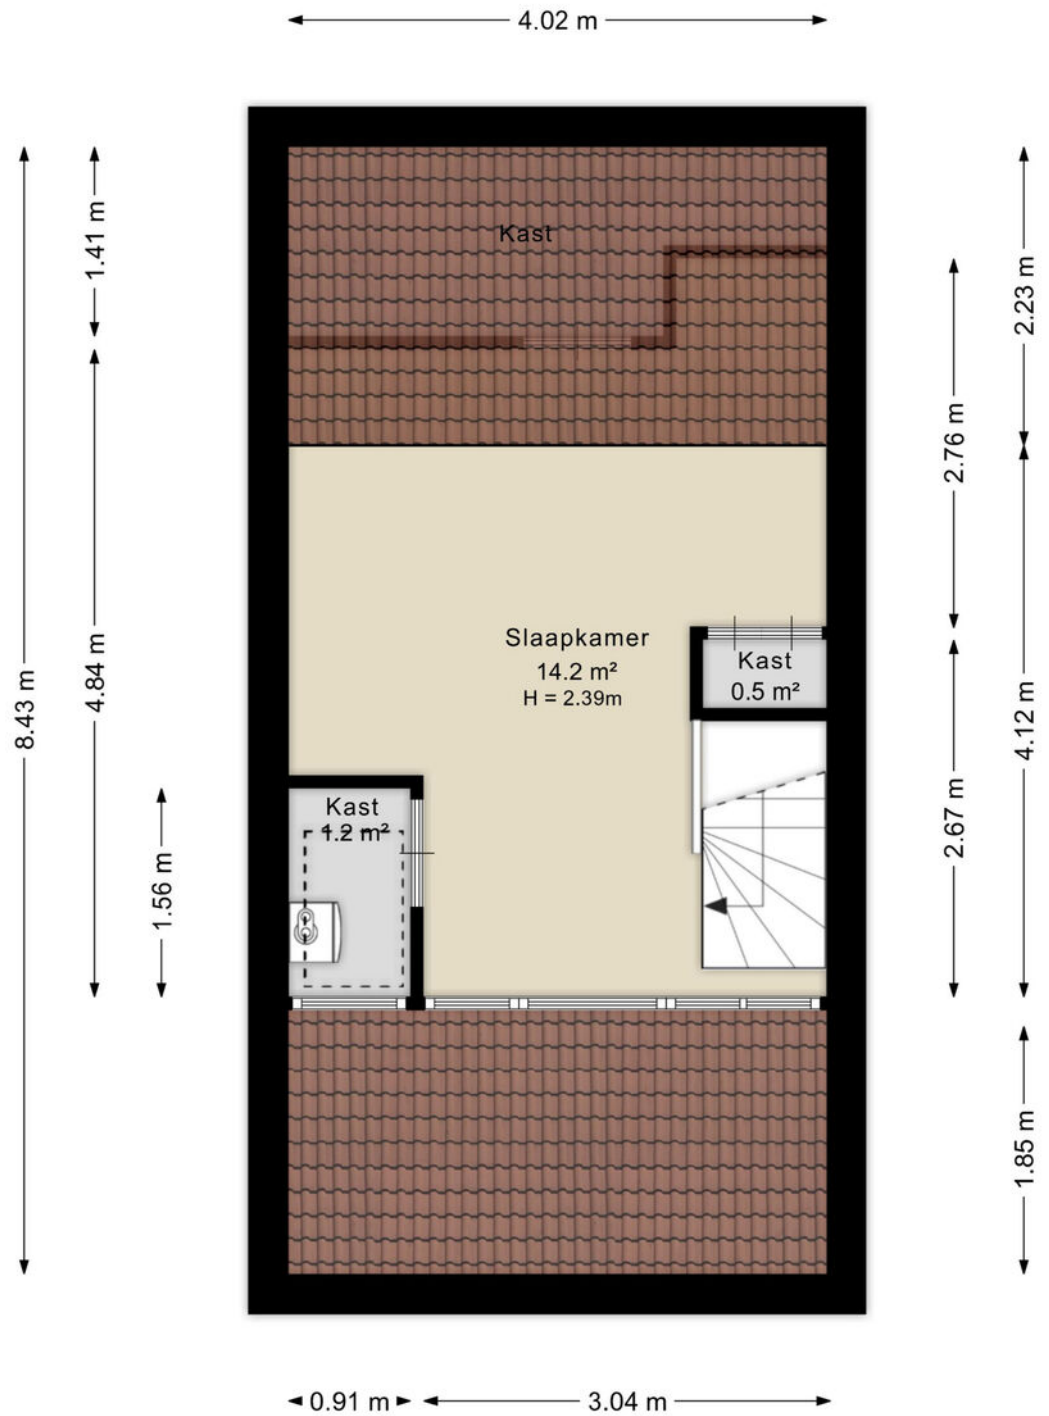 4.02 m
1.41 m
2.23 m
Kast
2.76 m
Slaapkamer
14.2 m²
H = 2.39m
Kast
0.5 m²
4.84 m
8.43 m
4.12 m
Kast
1.2 m²
2.67 m
1.56 m
1.85 m
0.91 m
3.04 m